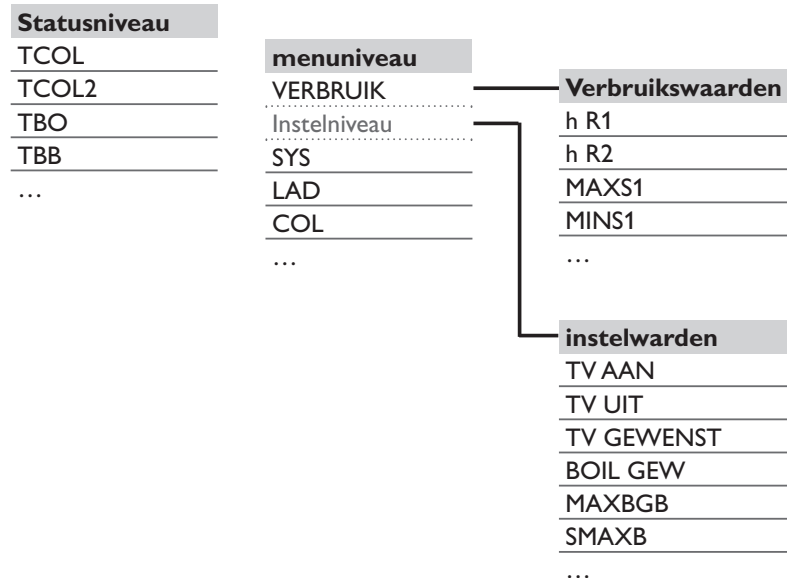 Statusniveau
TCOL
TCOL2
TBO
TBB
…
menuniveau
VERBRUIK
Instelniveau
SYS
LAD
COL
…
Verbruikswaarden
h R1
h R2
MAXS1
MINS1
…
instelwarden
TV AAN
TV UIT
TV GEWENST
BOIL GEW
MAXBGB
SMAXB
…